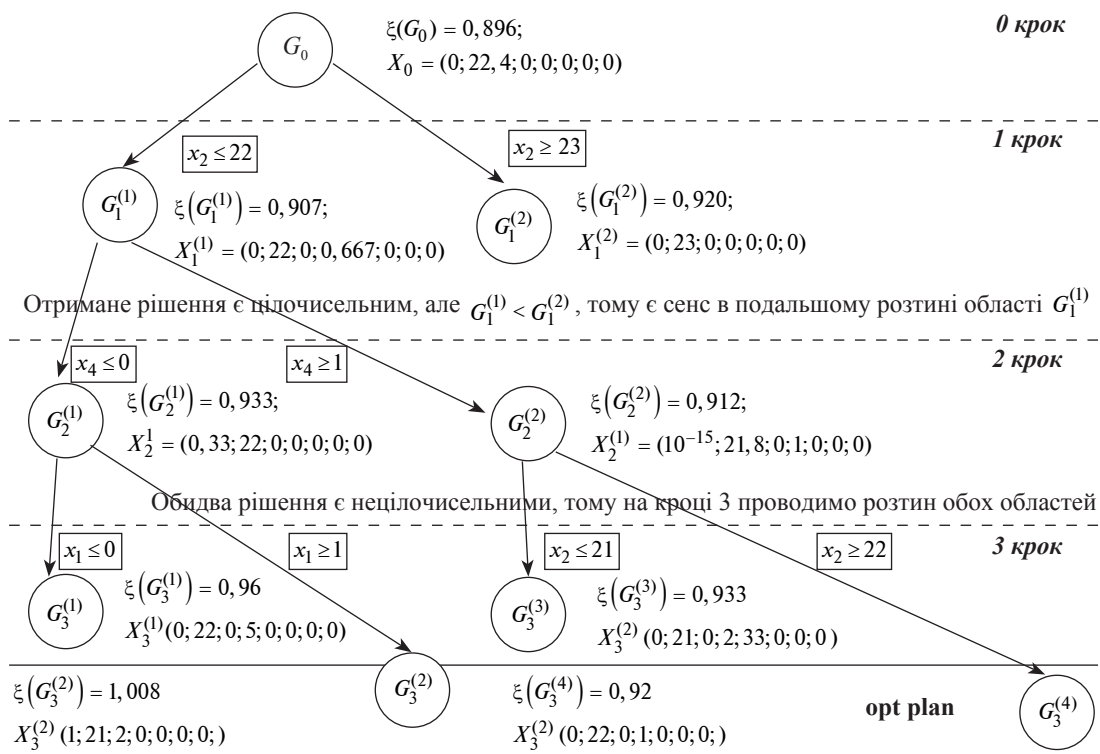 ξ(G₀) = 0,896;
0 крок
G₀
X₀ = (0; 22, 4; 0; 0; 0; 0; 0)
1 крок
x₂ ≤ 22
x₂ ≥ 23
G₁⁽¹⁾
ξ(G₁⁽¹⁾) = 0,907;
X₁⁽¹⁾ = (0; 22; 0; 0, 667; 0; 0; 0)
G₁⁽²⁾
ξ(G₁⁽²⁾) = 0,920;
X₁⁽²⁾ = (0; 23; 0; 0; 0; 0; 0)
Отримане рішення є цілочисельним, але G₁⁽¹⁾ < G₁⁽²⁾, тому є сенс в подальшому розтині області G₁⁽¹⁾
2 крок
x₄ ≤ 0
x₄ ≥ 1
G₂⁽¹⁾
ξ(G₂⁽¹⁾) = 0,933;
X₂¹ = (0, 33; 22; 0; 0; 0; 0; 0)
G₂⁽²⁾
ξ(G₂⁽²⁾) = 0,912;
X₂⁽¹⁾ = (10⁻¹⁵; 21, 8; 0; 1; 0; 0; 0)
Обидва рішення є нецілочисельними, тому на кроці 3 проводимо розтин обох областей
3 крок
x₁ ≤ 0
x₁ ≥ 1
x₂ ≤ 21
x₂ ≥ 22
G₃⁽¹⁾
ξ(G₃⁽¹⁾) = 0, 96
X₃⁽¹⁾ (0; 22; 0; 5; 0; 0; 0; 0)
G₃⁽³⁾
ξ(G₃⁽³⁾) = 0, 933
X₃⁽²⁾ (0; 21; 0; 2; 33; 0; 0; 0)
ξ(G₃⁽²⁾) = 1, 008
X₃⁽²⁾ (1; 21; 2; 0; 0; 0; 0;)
G₃⁽²⁾
ξ(G₃⁽⁴⁾) = 0, 92
X₃⁽²⁾ (0; 22; 0; 1; 0; 0; 0;)
opt plan
G₃⁽⁴⁾